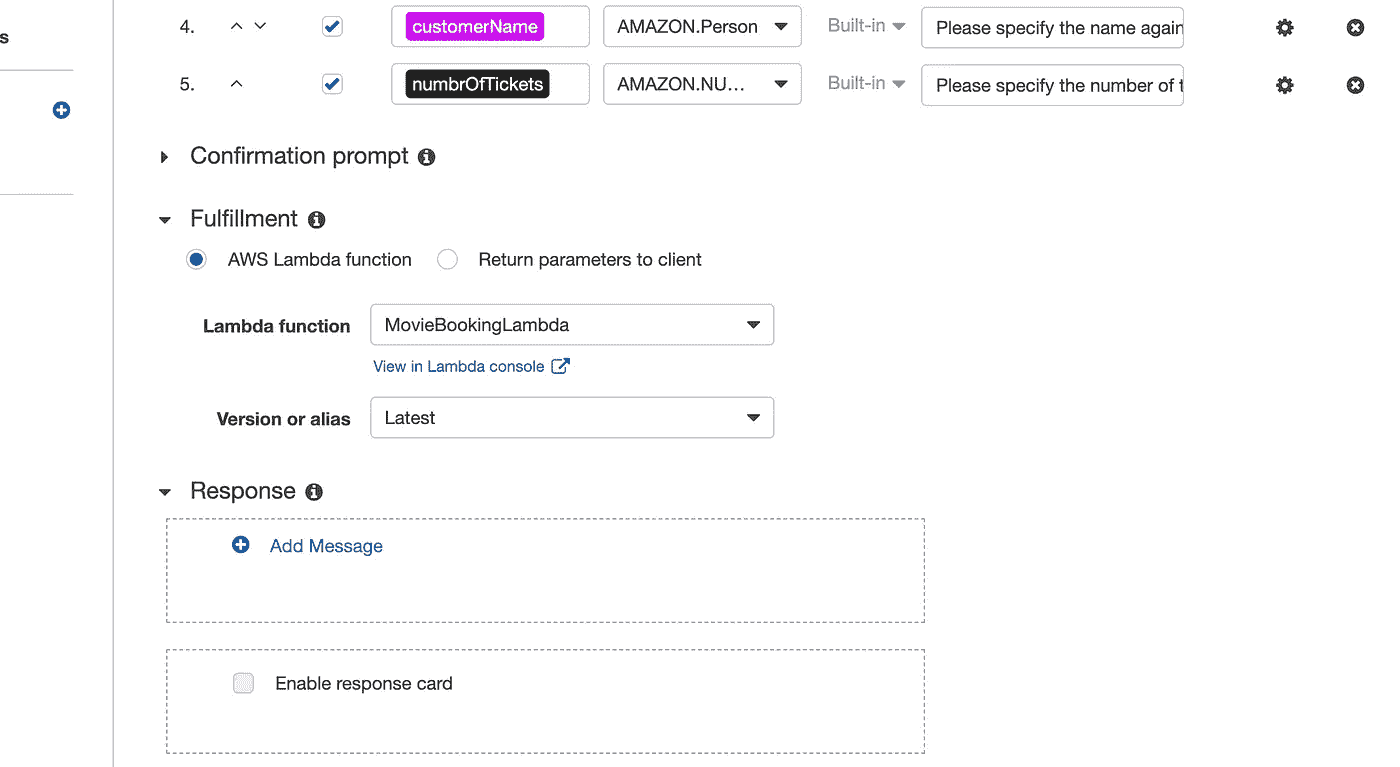 s
4. customerName AMAZON.Person Built-in Please specify the name again
5. numbrOfTickets AMAZON.NU... Built-in Please specify the number of t
Confirmation prompt
Fulfillment
AWS Lambda function Return parameters to client
Lambda function MovieBookingLambda
View in Lambda console
Version or alias Latest
Response
Add Message
Enable response card